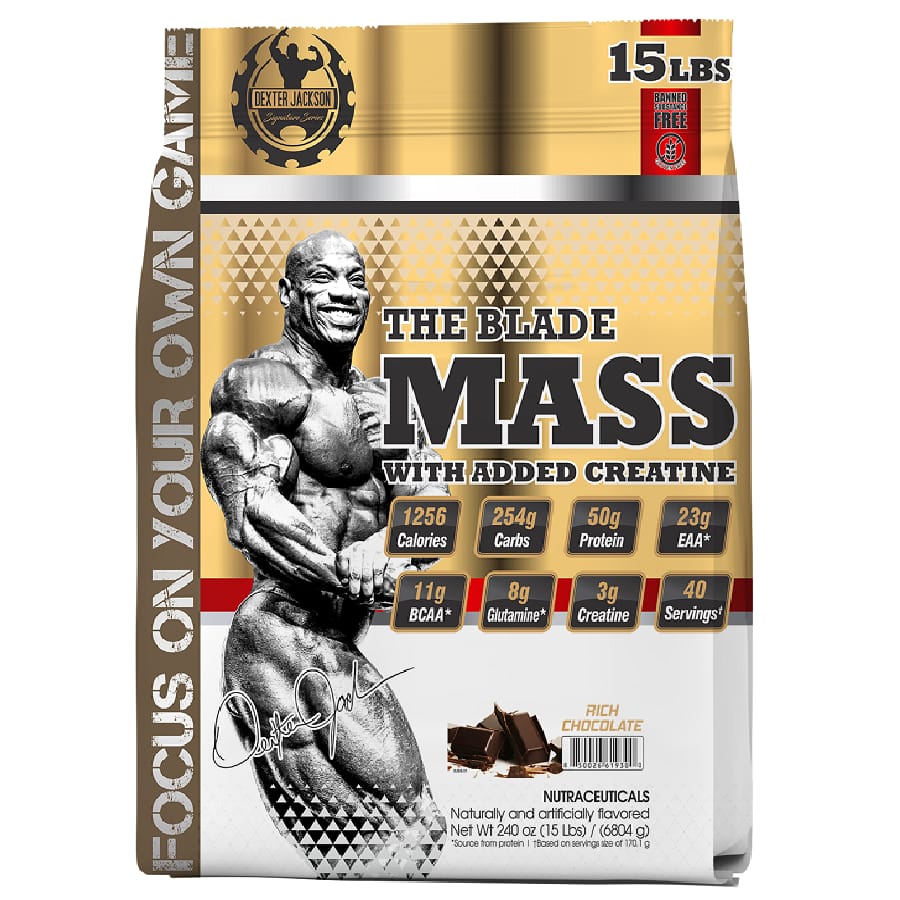 FOCUS ON YOUR OWN GAME
DEXTER JACKSON
Signature Series
15LBS
BANNED
SUBSTANCE
FREE
THE BLADE
MASS
WITH ADDED CREATINE
1256
Calories
254g
Carbs
50g
Protein
23g
EAA*
11g
BCAA*
8g
Glutamine*
3g
Creatine
40
Servings†
Dexter Jackson
RICH
CHOCOLATE
NUTRACEUTICALS
Naturally and artificially flavored
Net Wt 240 oz (15 Lbs) / (6804 g)
*Source from protein | †Based on servings size of 170.1 g